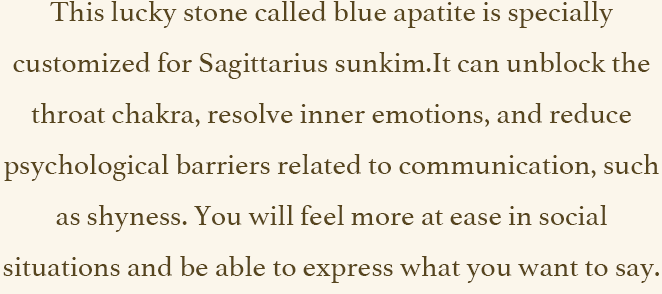 This lucky stone called blue apatite is specially
customized for Sagittarius sunkim.It can unblock the
throat chakra, resolve inner emotions, and reduce
psychological barriers related to communication, such
as shyness. You will feel more at ease in social
situations and be able to express what you want to say.